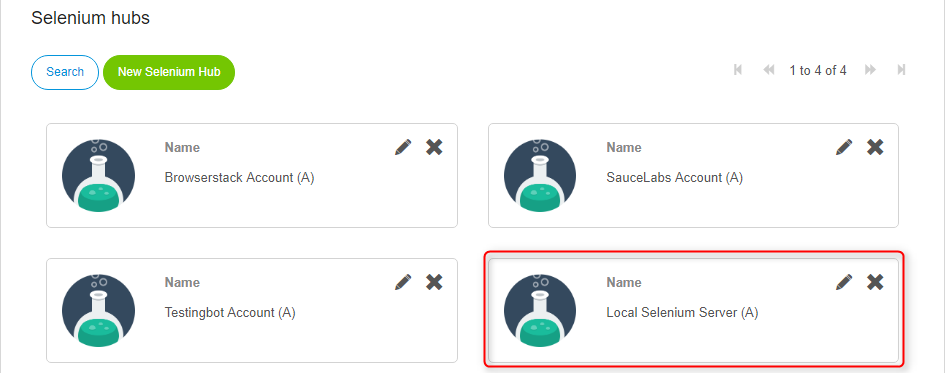 Selenium hubs
Search New Selenium Hub 1 to 4 of 4
Name
Browserstack Account (A)
Name
SauceLabs Account (A)
Name
Testingbot Account (A)
Name
Local Selenium Server (A)